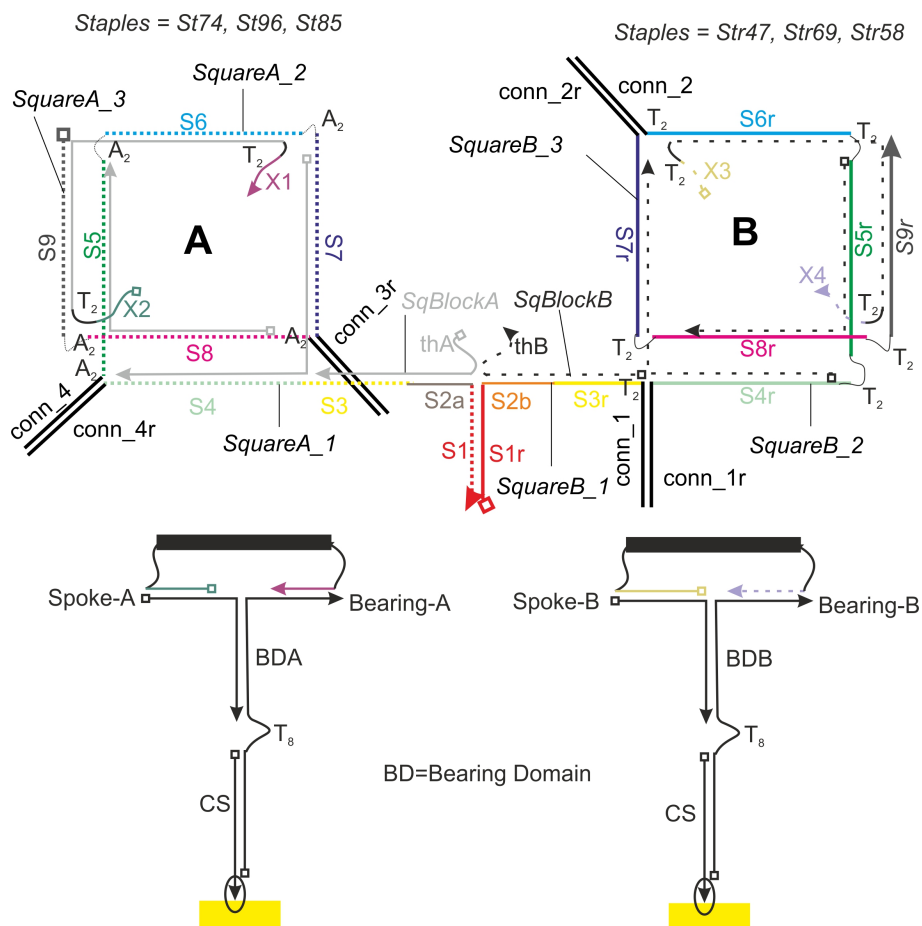 Staples = St74, St96, St85
Staples = Str47, Str69, Str58
SquareA_2
SquareA_3
S6
A2
A2
T2
X1
S9
S5
A
S7
T2
X2
A2
S8
A2
A2
conn_3r
SqBlockA
thA
conn_4
conn_4r
S4
S3
SquareA_1
S2a
S1
conn_2r
conn_2
T2
S6r
T2
SquareB_3
T2
X3
S7r
B
S5r
S9r
X4
SqBlockB
thB
T2
S8r
T2
T2
S2b
S3r
S4r
S1r
SquareB_1
conn_1
conn_1r
SquareB_2
Spoke-A
Bearing-A
BDA
T8
CS
Spoke-B
Bearing-B
BDB
T8
CS
BD=Bearing Domain